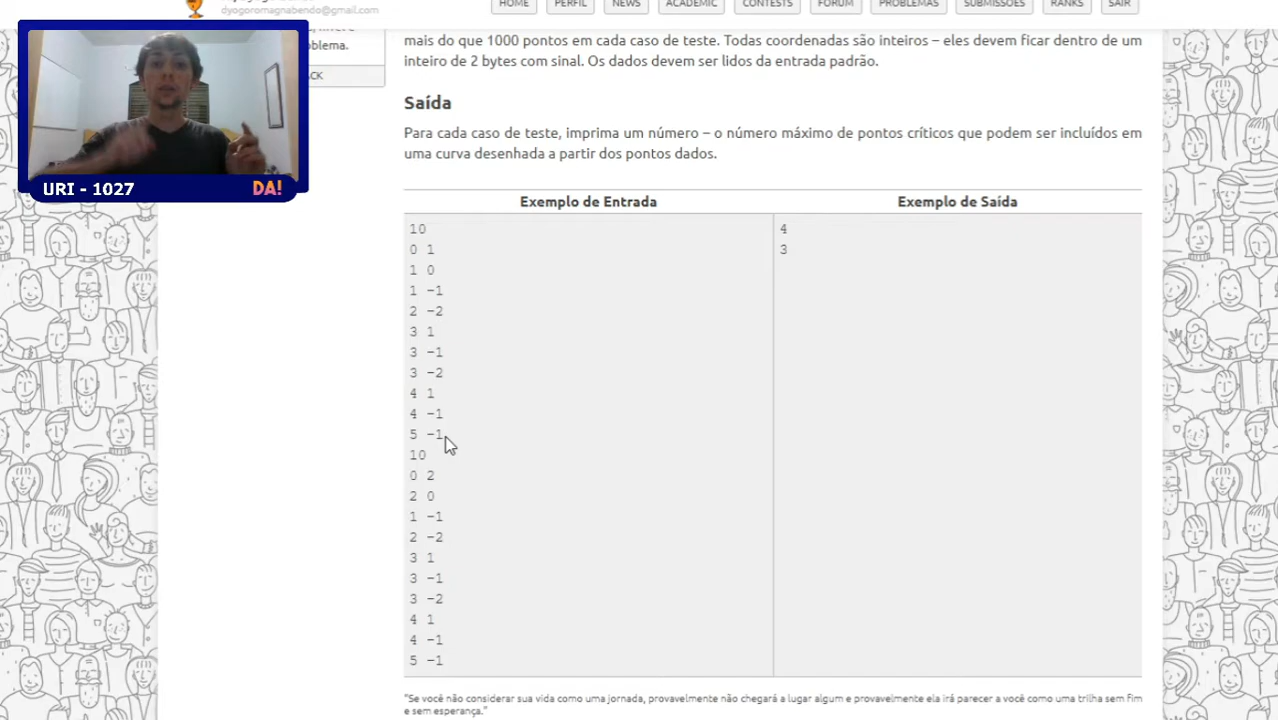 dyogoromagnabendo@gmail.com
HOME PERFIL NEWS ACADEMIC CONTESTS FORUM PROBLEMAS SUBMISSÕES RANKS SAIR
oblema.
CK
URI - 1027 DA!
mais do que 1000 pontos em cada caso de teste. Todas coordenadas são inteiros – eles devem ficar dentro de um
inteiro de 2 bytes com sinal. Os dados devem ser lidos da entrada padrão.
Saída
Para cada caso de teste, imprima um número – o número máximo de pontos críticos que podem ser incluídos em
uma curva desenhada a partir dos pontos dados.
Exemplo de Entrada Exemplo de Saída
10 4
0 1 3
1 0
1 -1
2 -2
3 1
3 -1
3 -2
4 1
4 -1
5 -1
10
0 2
2 0
1 -1
2 -2
3 1
3 -1
3 -2
4 1
4 -1
5 -1
"Se você não considerar sua vida como uma jornada, provavelmente não chegará a lugar algum e provavelmente ela irá parecer a você como uma trilha sem fim
e sem esperança."